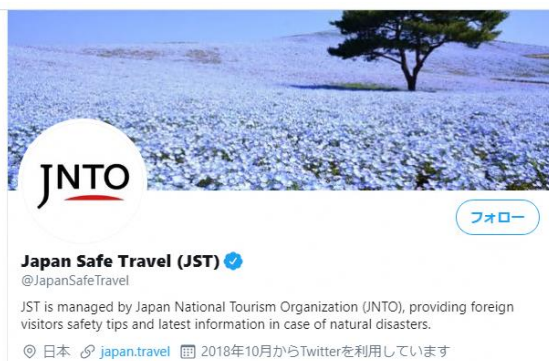 JNTO
フォロー
Japan Safe Travel (JST)
@JapanSafeTravel
JST is managed by Japan National Tourism Organization (JNTO), providing foreign
visitors safety tips and latest information in case of natural disasters.
日本 japan.travel 2018年10月からTwitterを利用しています